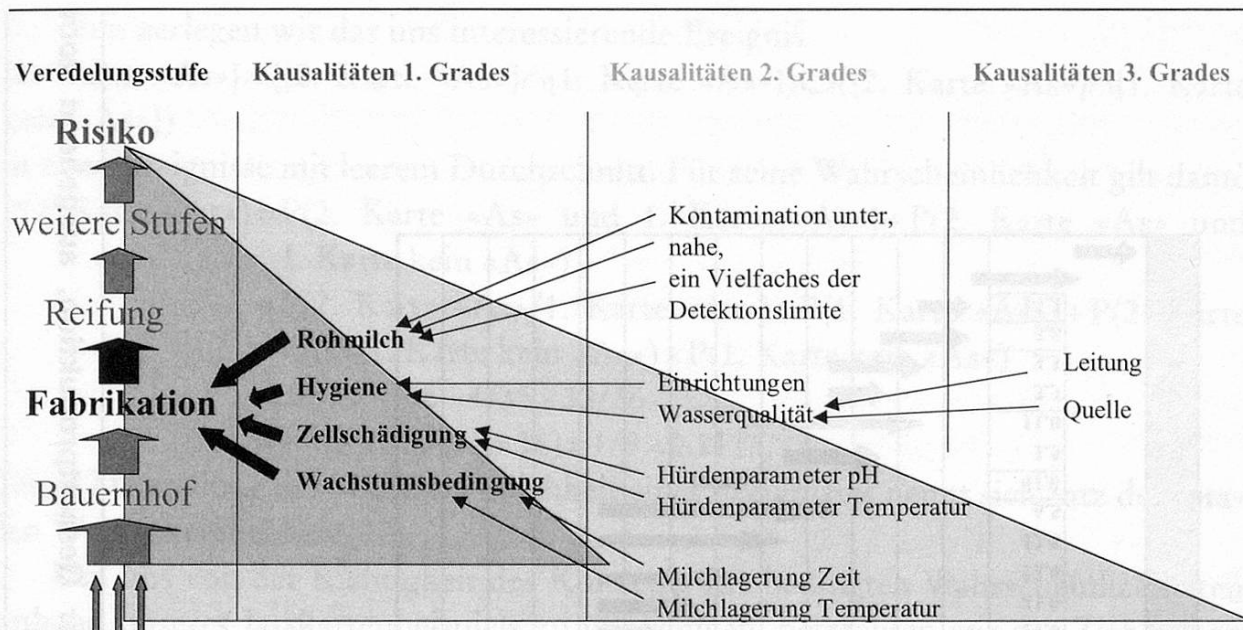 Veredelungsstufe
Kausalitäten 1. Grades
Kausalitäten 2. Grades
Kausalitäten 3. Grades
Risiko
weitere Stufen
Reifung
Fabrikation
Bauernhof
Rohmilch
Hygiene
Zellschädigung
Wachstumsbedingung
Kontamination unter,
nahe,
ein Vielfaches der
Detektionslimite
Einrichtungen
Wasserqualität
Hürdenparameter pH
Hürdenparameter Temperatur
Milchlagerung Zeit
Milchlagerung Temperatur
Leitung
Quelle